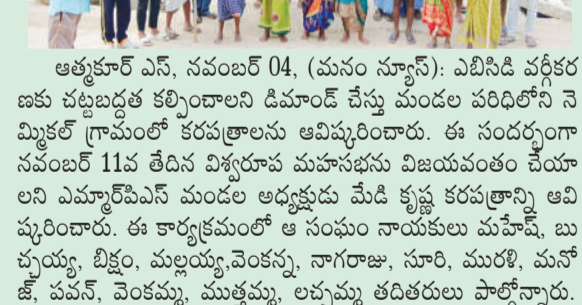 ఆత్మకూర్ ఎస్, నవంబర్ 04, (మనం న్యూస్): ఎబిసిడి వర్గీకర
ణకు చట్టబద్దత కల్పించాలని డిమాండ్ చేస్తు మండల పరిధిలోని నె
మ్మికల్ గ్రామంలో కరపత్రాలను ఆవిష్కరించారు. ఈ సందర్భంగా
నవంబర్ 11వ తేదిన విశ్వరూప మహసభను విజయవంతం చేయా
లని ఎమ్మార్‌పిఎస్ మండల అధ్యక్షుడు మేడి కృష్ణ కరపత్రాన్ని ఆవి
ష్కరించారు. ఈ కార్యక్రమంలో ఆ సంఘం నాయకులు మహేష్, బు
చ్చయ్య, బిక్షం, మల్లయ్య,వెంకన్న, నాగరాజు, సూరి, మురళి, మనో
జ్, పవన్, వెంకమ్మ, ముత్తమ్మ, లచ్చమ్మ తదితరులు పాల్గోన్నారు.